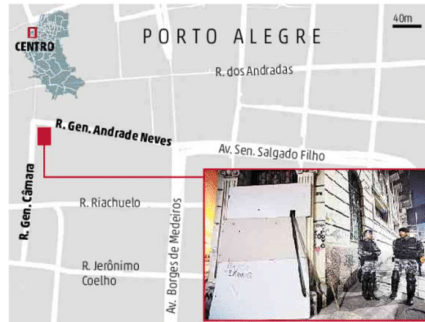 40m
PORTO ALEGRE
CENTRO
R. dos Andradas
R. Gen. Andrade Neves
Av. Sen. Salgado Filho
R. Gen. Câmara
R. Riachuelo
Av. Borges de Medeiros
R. Jerônimo
Coelho